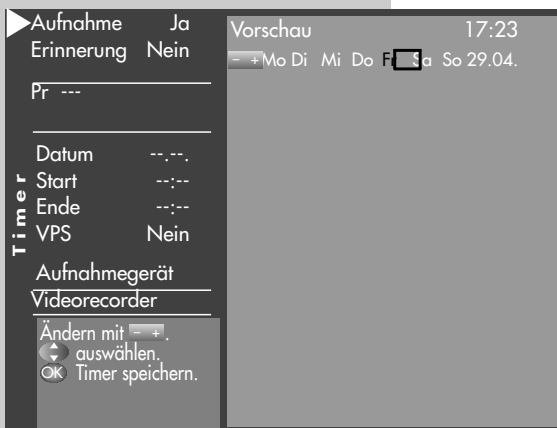 Aufnahme Ja
Erinnerung Nein
Pr ---
Timer
Datum --.--.
Start --:--
Ende --:--
VPS Nein
Aufnahmegerät
Videorecorder
Ändern mit - + .
auswählen.
OK Timer speichern.
Vorschau 17:23
- + Mo Di Mi Do Fr Sa So 29.04.